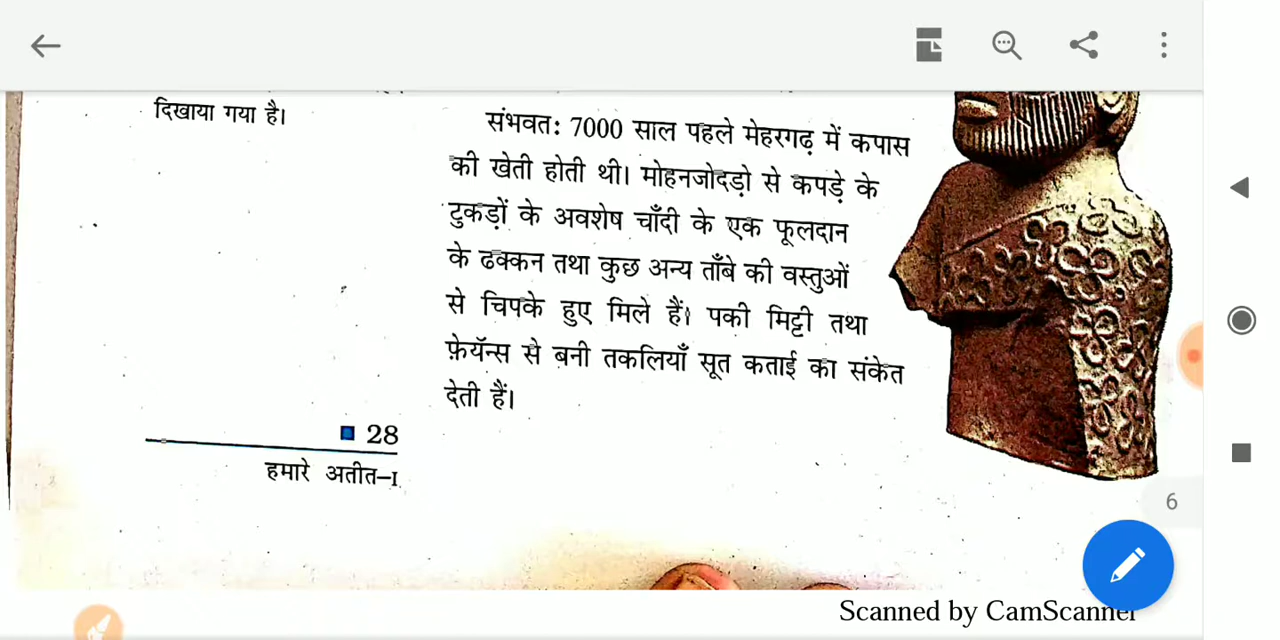 दिखाया गया है।
संभवत: 7000 साल पहले मेहरगढ़ में कपास
की खेती होती थी। मोहनजोदड़ो से कपड़े के
टुकड़ों के अवशेष चाँदी के एक फूलदान
के ढक्कन तथा कुछ अन्य ताँबे की वस्तुओं
से चिपके हुए मिले हैं। पकी मिट्टी तथा
फ़ेयॅन्स से बनी तकलियाँ सूत कताई का संकेत
देती हैं।
28
हमारे अतीत–I
6
Scanned by CamScanner